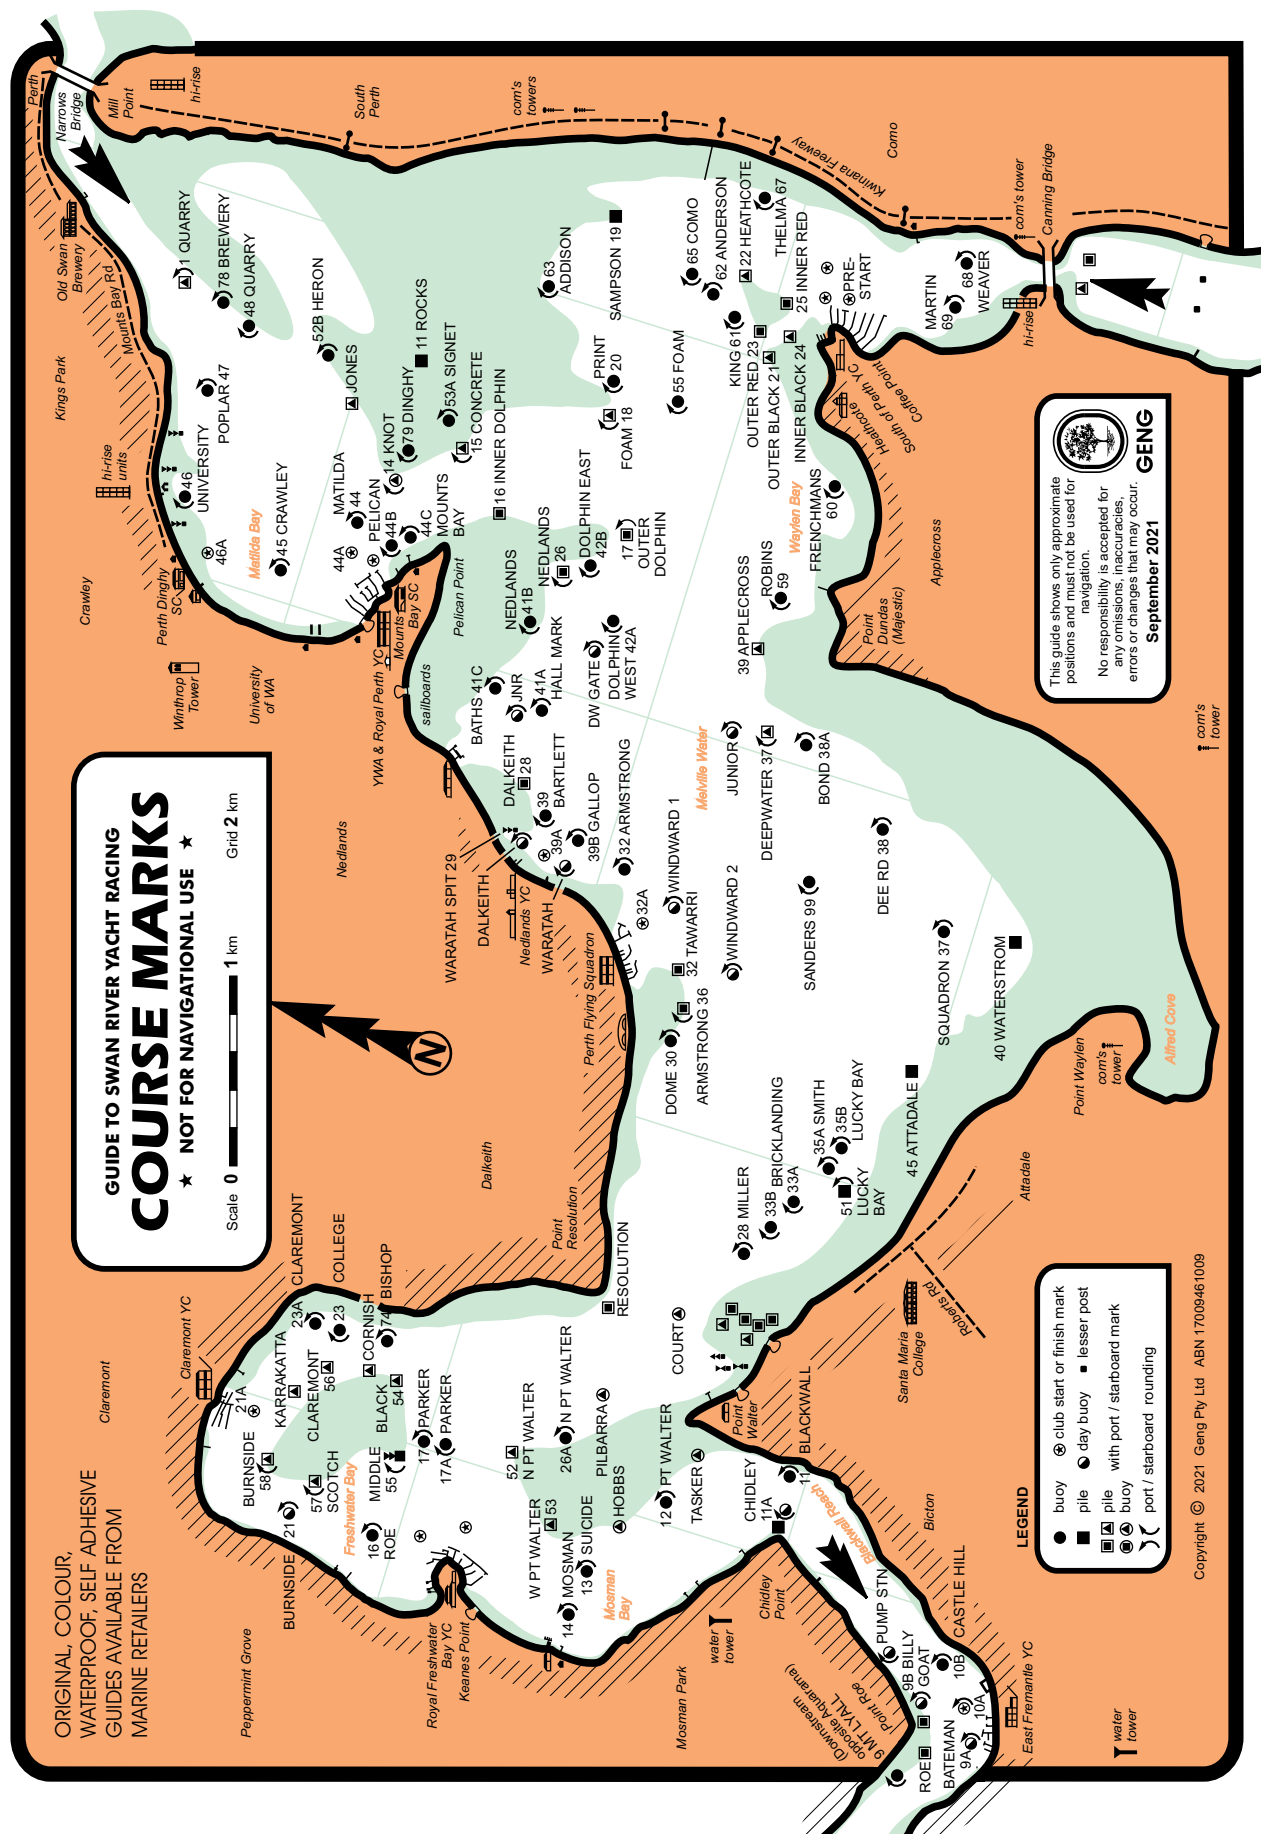 GUIDE TO SWAN RIVER YACHT RACING
COURSE MARKS
★ NOT FOR NAVIGATIONAL USE ★
Scale 0
1 km
Grid 2 km
N
ORIGINAL, COLOUR,
WATERPROOF, SELF ADHESIVE
GUIDES AVAILABLE FROM
MARINE RETAILERS
Peppermint Grove
Claremont
Claremont YC
Nedlands
Dalkeith
Point
Resolution
Perth Flying Squadron
Nedlands YC
Crawley
Kings Park
hi-rise
units
Perth Dinghy
SC
Winthrop
Tower
University
of WA
YWA & Royal Perth YC
Mounts
Bay SC
sailboards
Pelican Point
Old Swan
Brewery
Mounts Bay Rd
Perth
Narrows
Bridge
Mill
Point
hi-rise
South
Perth
com's
towers
Kwinana Freeway
Como
com's tower
Canning Bridge
hi-rise
1 QUARRY
78 BREWERY
48 QUARRY
52B HERON
POPLAR 47
46
UNIVERSITY
46A
Matilda Bay
45 CRAWLEY
JONES
MATILDA
44
44A
PELICAN
44B
44C
MOUNTS
BAY
14 KNOT
79 DINGHY
11 ROCKS
53A SIGNET
15 CONCRETE
16 INNER DOLPHIN
63
ADDISON
SAMPSON 19
PRINT
20
FOAM 18
55 FOAM
65 COMO
62 ANDERSON
22 HEATHCOTE
THELMA 67
25 INNER RED
KING 61
OUTER RED 23
OUTER BLACK 21
INNER BLACK 24
PRE-
START
MARTIN
69
68
WEAVER
Heathcote
South of Perth YC
Coffee Point
Waylen Bay
FRENCHMANS
60
ROBINS
59
39 APPLECROSS
Applecross
Point
Dundas
(Majestic)
NEDLANDS
41B
NEDLANDS
26
DOLPHIN EAST
42B
17
OUTER
DOLPHIN
BATHS 41C
JNR
41A
HALL MARK
DW GATE
DOLPHIN
WEST 42A
DALKEITH
28
39
BARTLETT
39A
39B GALLOP
32 ARMSTRONG
WARATAH SPIT 29
DALKEITH
WARATAH
32A
WINDWARD 1
32 TAWARRI
WINDWARD 2
Melville Water
JUNIOR
DEEPWATER 37
BOND 38A
DEE RD 38
SANDERS 99
SQUADRON 37
40 WATERSTROM
DOME 30
ARMSTRONG 36
45 ATTADALE
35A SMITH
35B
LUCKY BAY
51
LUCKY
BAY
BRICKLANDING
33A
33B
28 MILLER
Point Waylen
com's
tower
Alfred Cove
com's
tower
Attadale
Santa Maria
College
Roberts Rd
RESOLUTION
COURT
Point
Walter
CLAREMONT
23A
COLLEGE
23
CORNISH
BISHOP
74
21A
KARRAKATTA
CLAREMONT
56
BLACK
54
BURNSIDE
58
57
SCOTCH
MIDDLE
55
17 PARKER
17A PARKER
21
BURNSIDE
Freshwater Bay
16
ROE
Royal Freshwater
Bay YC
Keanes Point
52
N PT WALTER
26A N PT WALTER
PILBARRA
W PT WALTER
53
14 MOSMAN
13 SUICIDE
HOBBS
12 PT WALTER
TASKER
Mosman
Bay
Mosman Park
water
tower
CHIDLEY
11A
11
BLACKWALL
Chidley
Point
Blackwall Reach
Bicton
PUMP STN
9B BILLY
GOAT
10B
CASTLE HILL
10A
ROE
BATEMAN
9A
Point Roe
9 MT LYALL
(Downstream
opposite Aquarama)
East Fremantle YC
water
tower
LEGEND
buoy
club start or finish mark
pile
day buoy
lesser post
pile
buoy
with port / starboard mark
port / starboard rounding
This guide shows only approximate
positions and must not be used for
navigation.
No responsibility is accepted for
any omissions, inaccuracies,
errors or changes that may occur.
September 2021
GENG
Copyright © 2021 Geng Pty Ltd ABN 17009461009